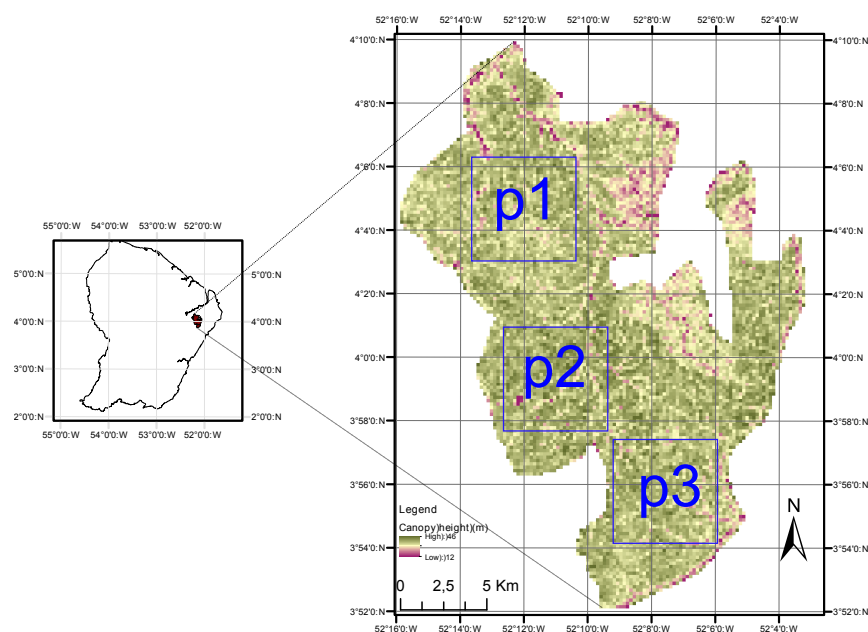 52°16'0:W 52°14'0:W 52°12'0:W 52°10'0:W 52°8'0:W 52°6'0:W 52°4'0:W
4°10'0:N 4°10'0:N
4°8'0:N 4°8'0:N
4°6'0:N 4°6'0:N
p1
55°0'0:W 54°0'0:W 53°0'0:W 52°0'0:W
4°4'0:N 4°4'0:N
5°0'0:N 5°0'0:N
4°2'0:N 4°2'0:N
4°0'0:N 4°0'0:N
4°0'0:N 4°0'0:N
p2
3°0'0:N 3°0'0:N
3°58'0:N 3°58'0:N
2°0'0:N 2°0'0:N
55°0'0:W 54°0'0:W 53°0'0:W 52°0'0:W
p3
3°56'0:N 3°56'0:N
N
Legend
Canopy)height)(m)
High):)46
Low):)12
3°54'0:N 3°54'0:N
0 2,5 5 Km
3°52'0:N 3°52'0:N
52°16'0:W 52°14'0:W 52°12'0:W 52°10'0:W 52°8'0:W 52°6'0:W 52°4'0:W